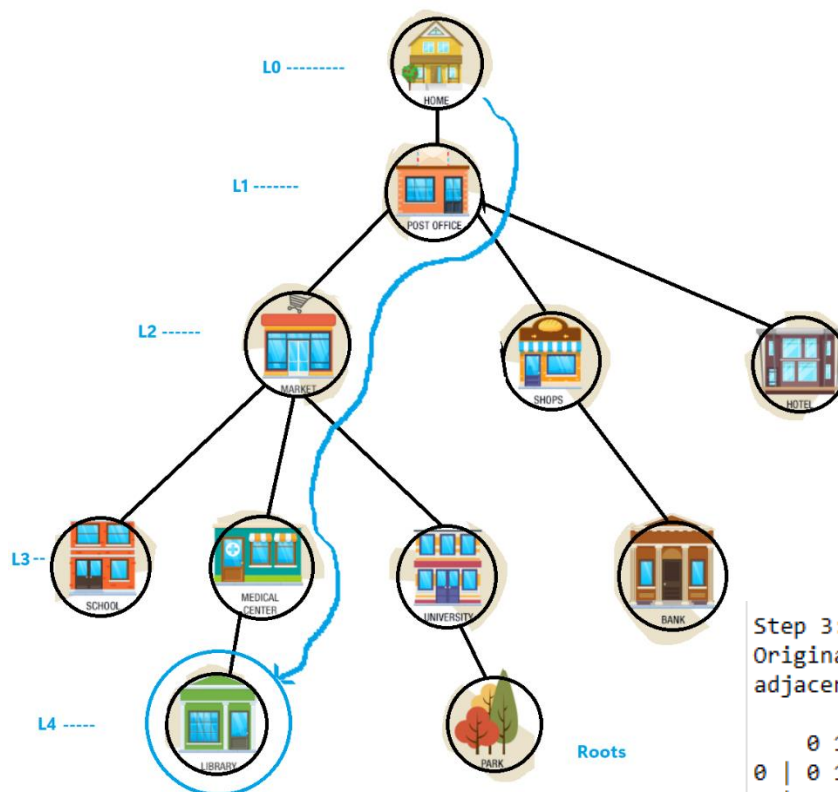 L0 ---------
HOME
L1 -------
POST OFFICE
L2 ------
MARKET
SHOPS
HOTEL
L3 --
SCHOOL
MEDICAL
CENTER
UNIVERSITY
BANK
L4 -----
LIBRARY
PARK
Roots
Step 3:
Origina
adjacen
0 1
0 | 0 1